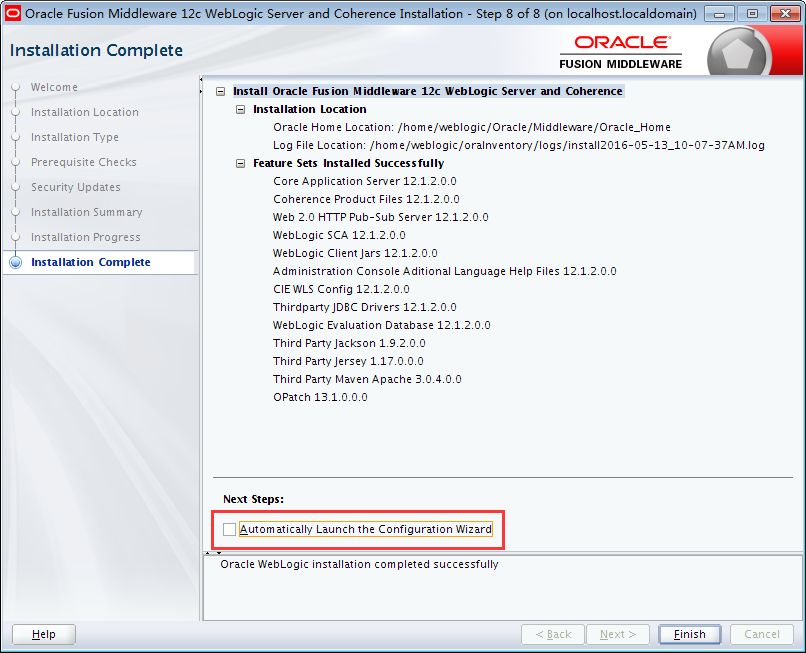 Oracle Fusion Middleware 12c WebLogic Server and Coherence Installation - Step 8 of 8 (on localhost.localdomain)
Installation Complete
ORACLE
FUSION MIDDLEWARE
Welcome
Installation Location
Installation Type
Prerequisite Checks
Security Updates
Installation Summary
Installation Progress
Installation Complete
Install Oracle Fusion Middleware 12c WebLogic Server and Coherence
Installation Location
Oracle Home Location: /home/weblogic/Oracle/Middleware/Oracle_Home
Log File Location: /home/weblogic/oraInventory/logs/install2016-05-13_10-07-37AM.log
Feature Sets Installed Successfully
Core Application Server 12.1.2.0.0
Coherence Product Files 12.1.2.0.0
Web 2.0 HTTP Pub-Sub Server 12.1.2.0.0
WebLogic SCA 12.1.2.0.0
WebLogic Client Jars 12.1.2.0.0
Administration Console Aditional Language Help Files 12.1.2.0.0
CIE WLS Config 12.1.2.0.0
Thirdparty JDBC Drivers 12.1.2.0.0
WebLogic Evaluation Database 12.1.2.0.0
Third Party Jackson 1.9.2.0.0
Third Party Jersey 1.17.0.0.0
Third Party Maven Apache 3.0.4.0.0
OPatch 13.1.0.0.0
Next Steps:
Automatically Launch the Configuration Wizard
Oracle WebLogic installation completed successfully
Help
< Back
Next >
Finish
Cancel